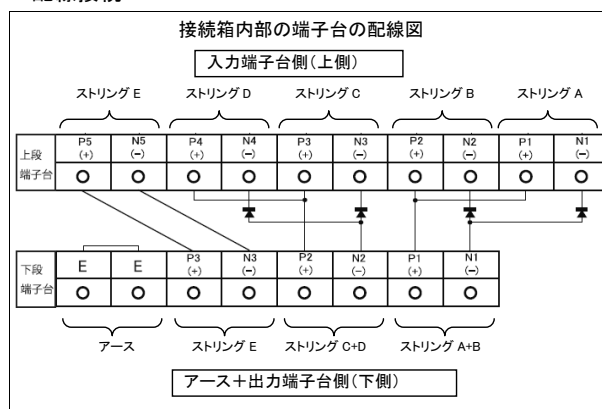 接続箱内部の端子台の配線図
入力端子台側(上側)
ストリング E ストリング D ストリング C ストリング B ストリング A
上段
端子台
P5 N5 P4 N4 P3 N3 P2 N2 P1 N1
(+) (−) (+) (−) (+) (−) (+) (−) (+) (−)
下段
端子台
E E P3 N3 P2 N2 P1 N1
(+) (−) (+) (−) (+) (−)
アース ストリング E ストリング C+D ストリング A+B
アース+出力端子台側(下側)